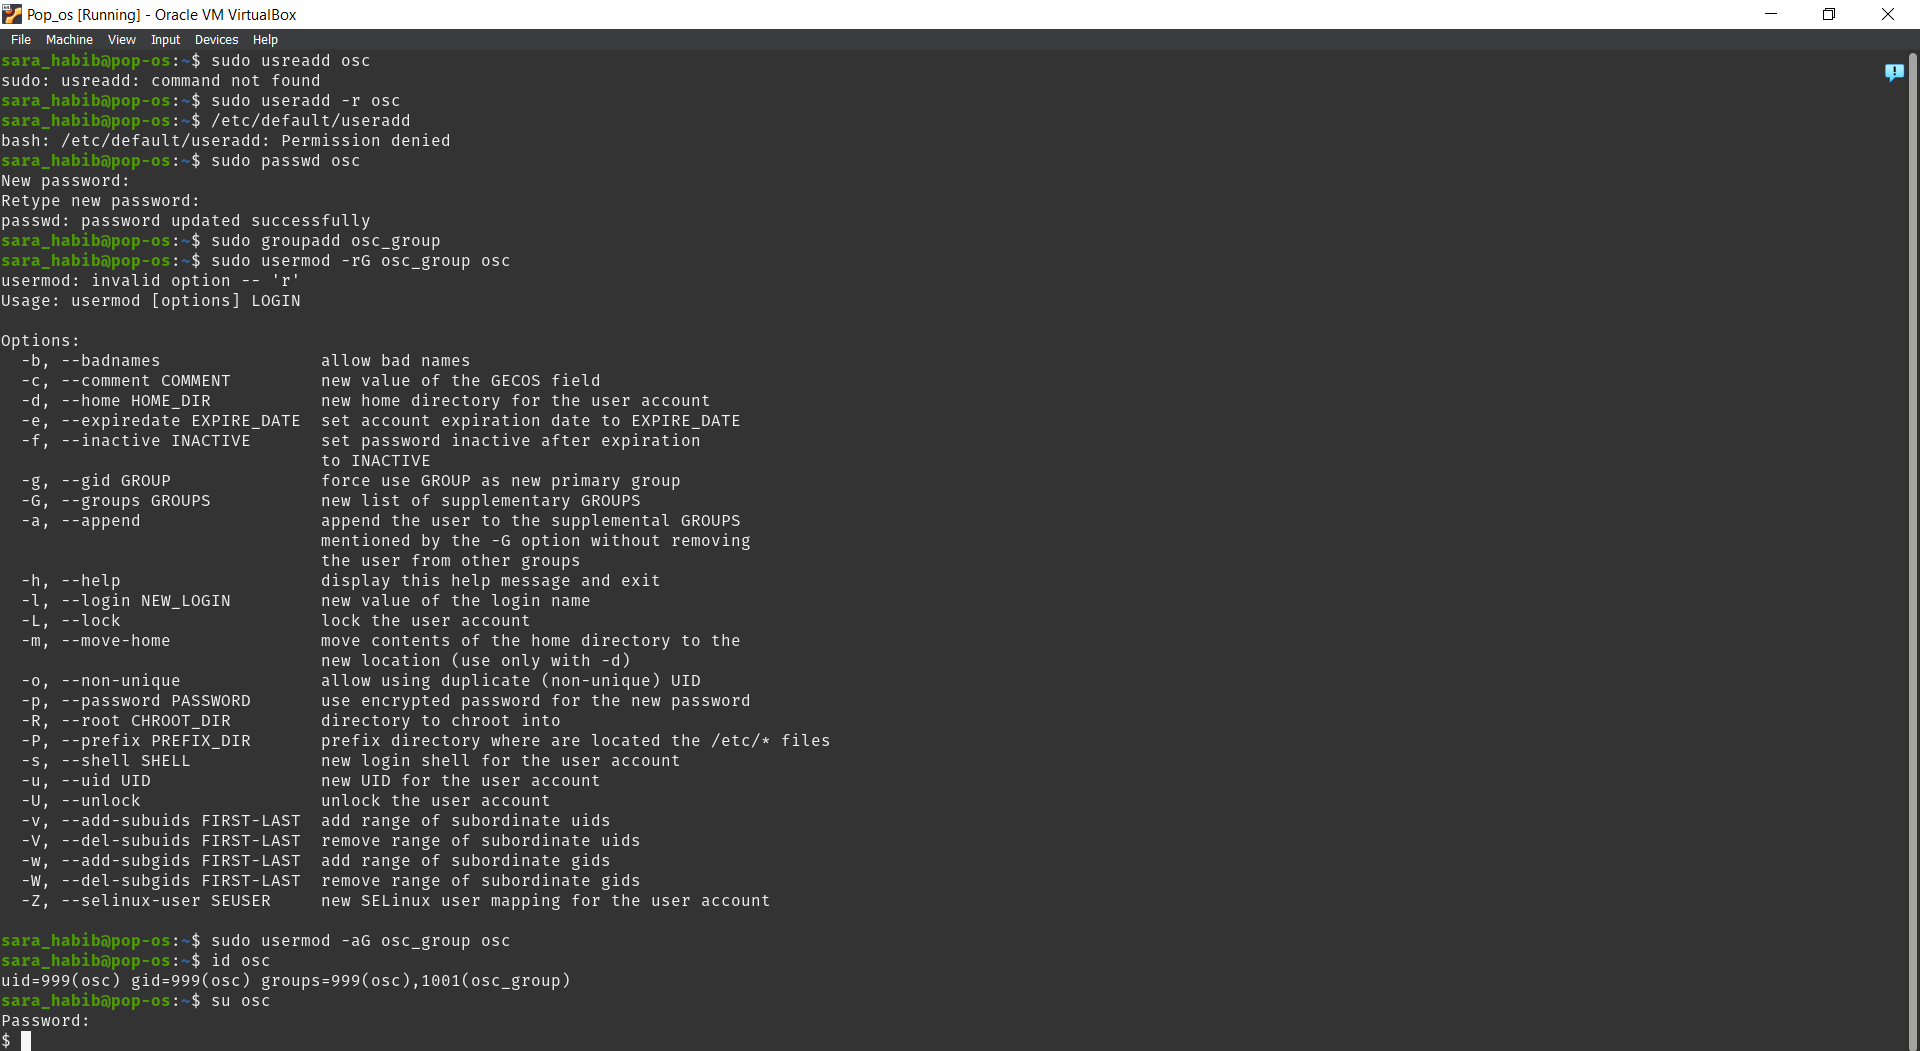 Pop_os [Running] - Oracle VM VirtualBox
File Machine View Input Devices Help
sara_habib@pop-os:~$ sudo usreadd osc
sudo: usreadd: command not found
sara_habib@pop-os:~$ sudo useradd -r osc
sara_habib@pop-os:~$ /etc/default/useradd
bash: /etc/default/useradd: Permission denied
sara_habib@pop-os:~$ sudo passwd osc
New password:
Retype new password:
passwd: password updated successfully
sara_habib@pop-os:~$ sudo groupadd osc_group
sara_habib@pop-os:~$ sudo usermod -rG osc_group osc
usermod: invalid option -- 'r'
Usage: usermod [options] LOGIN

Options:
  -b, --badnames                allow bad names
  -c, --comment COMMENT         new value of the GECOS field
  -d, --home HOME_DIR           new home directory for the user account
  -e, --expiredate EXPIRE_DATE  set account expiration date to EXPIRE_DATE
  -f, --inactive INACTIVE       set password inactive after expiration
                                to INACTIVE
  -g, --gid GROUP               force use GROUP as new primary group
  -G, --groups GROUPS           new list of supplementary GROUPS
  -a, --append                  append the user to the supplemental GROUPS
                                mentioned by the -G option without removing
                                the user from other groups
  -h, --help                    display this help message and exit
  -l, --login NEW_LOGIN         new value of the login name
  -L, --lock                    lock the user account
  -m, --move-home               move contents of the home directory to the
                                new location (use only with -d)
  -o, --non-unique              allow using duplicate (non-unique) UID
  -p, --password PASSWORD       use encrypted password for the new password
  -R, --root CHROOT_DIR         directory to chroot into
  -P, --prefix PREFIX_DIR       prefix directory where are located the /etc/* files
  -s, --shell SHELL             new login shell for the user account
  -u, --uid UID                 new UID for the user account
  -U, --unlock                  unlock the user account
  -v, --add-subuids FIRST-LAST  add range of subordinate uids
  -V, --del-subuids FIRST-LAST  remove range of subordinate uids
  -w, --add-subgids FIRST-LAST  add range of subordinate gids
  -W, --del-subgids FIRST-LAST  remove range of subordinate gids
  -Z, --selinux-user SEUSER     new SELinux user mapping for the user account

sara_habib@pop-os:~$ sudo usermod -aG osc_group osc
sara_habib@pop-os:~$ id osc
uid=999(osc) gid=999(osc) groups=999(osc),1001(osc_group)
sara_habib@pop-os:~$ su osc
Password:
$